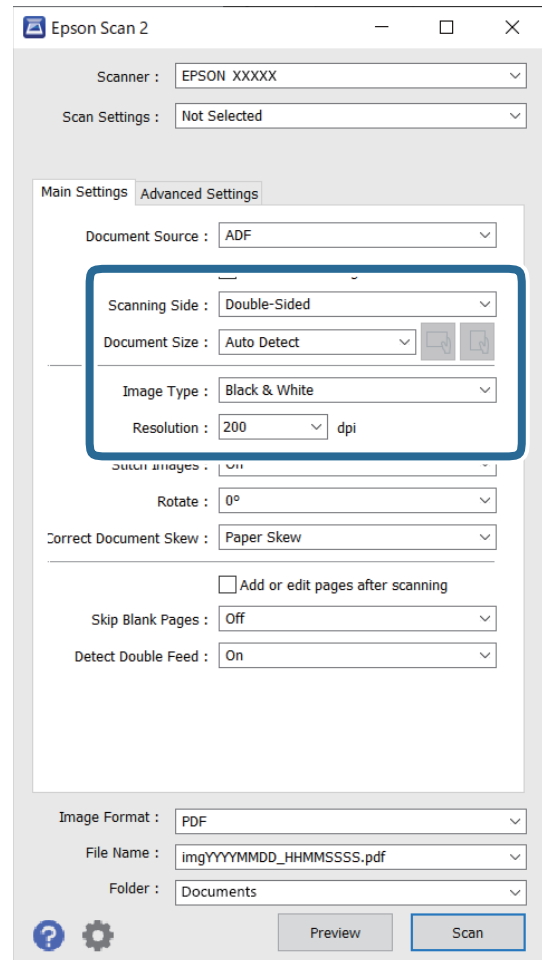 Epson Scan 2
Scanner : EPSON XXXXX
Scan Settings : Not Selected
Main Settings Advanced Settings
Document Source : ADF
Scanning Side : Double-Sided
Document Size : Auto Detect
Image Type : Black & White
Resolution : 200 dpi
Stitch Images : Off
Rotate : 0°
Correct Document Skew : Paper Skew
Add or edit pages after scanning
Skip Blank Pages : Off
Detect Double Feed : On
Image Format : PDF
File Name : imgYYYYMMDD_HHMMSSSS.pdf
Folder : Documents
? Preview Scan